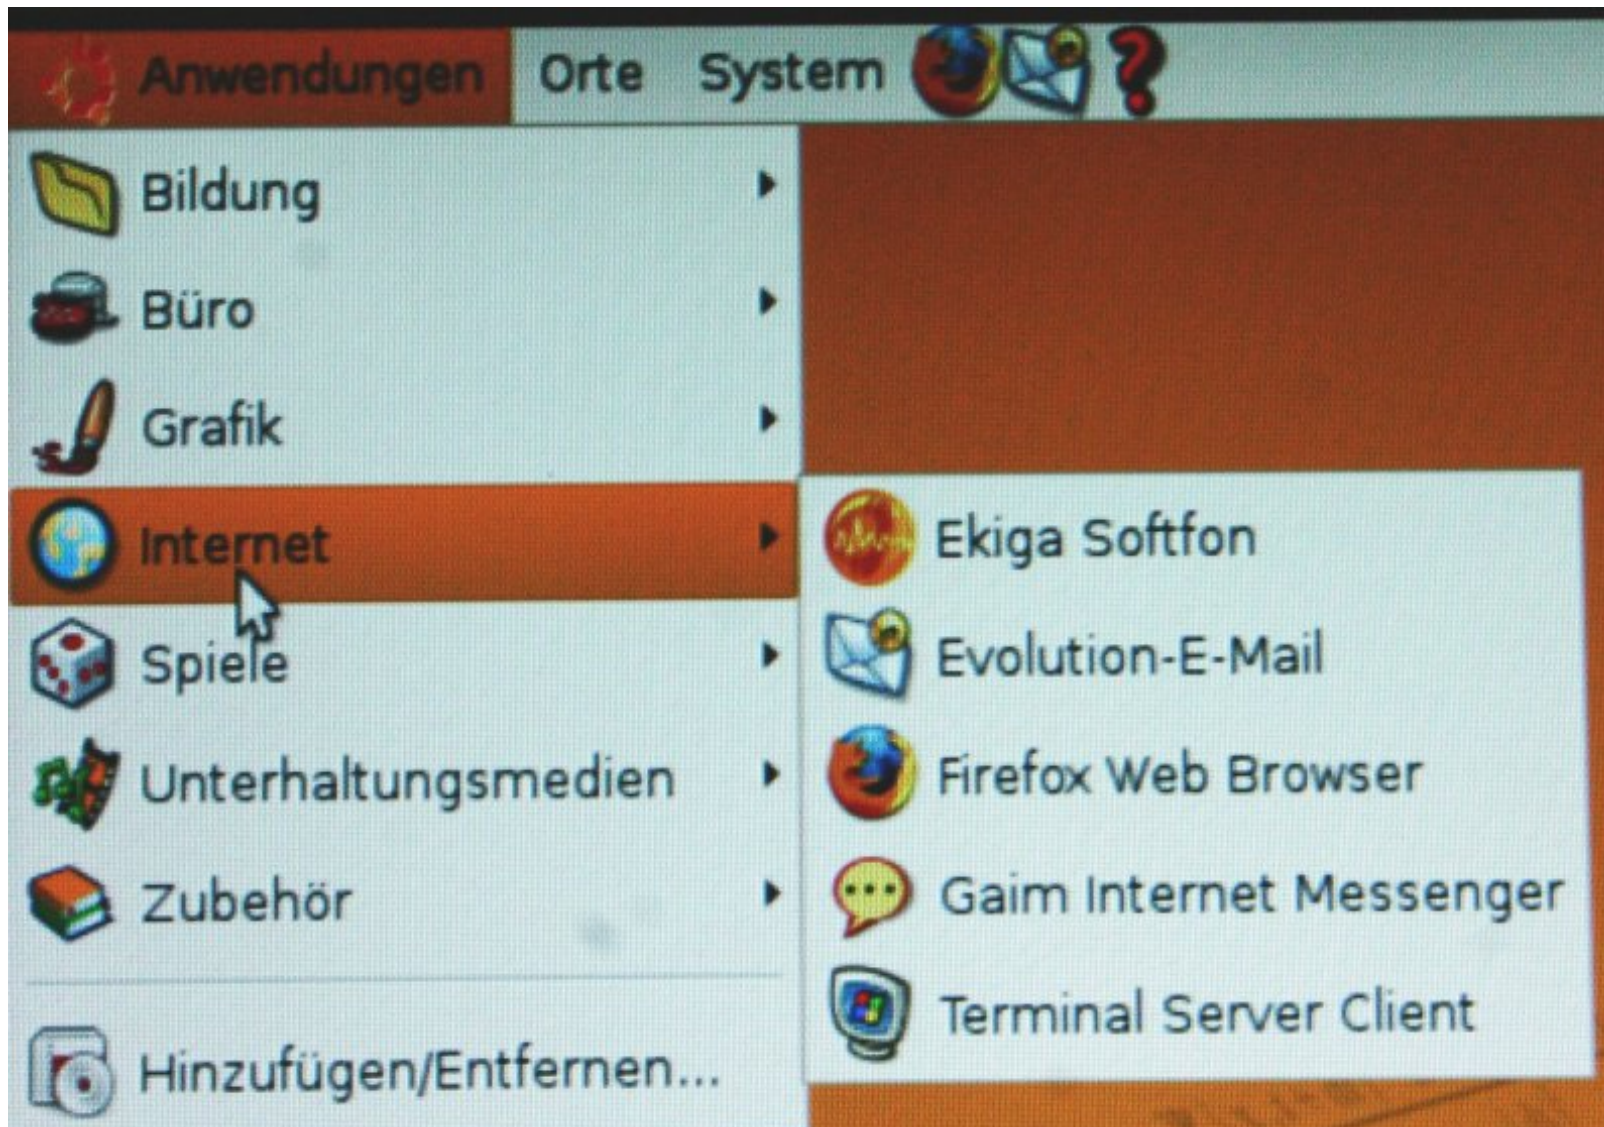 Anwendungen Orte System
Bildung
Büro
Grafik
Internet
Spiele
Unterhaltungsmedien
Zubehör
Hinzufügen/Entfernen...
Ekiga Softfon
Evolution-E-Mail
Firefox Web Browser
Gaim Internet Messenger
Terminal Server Client